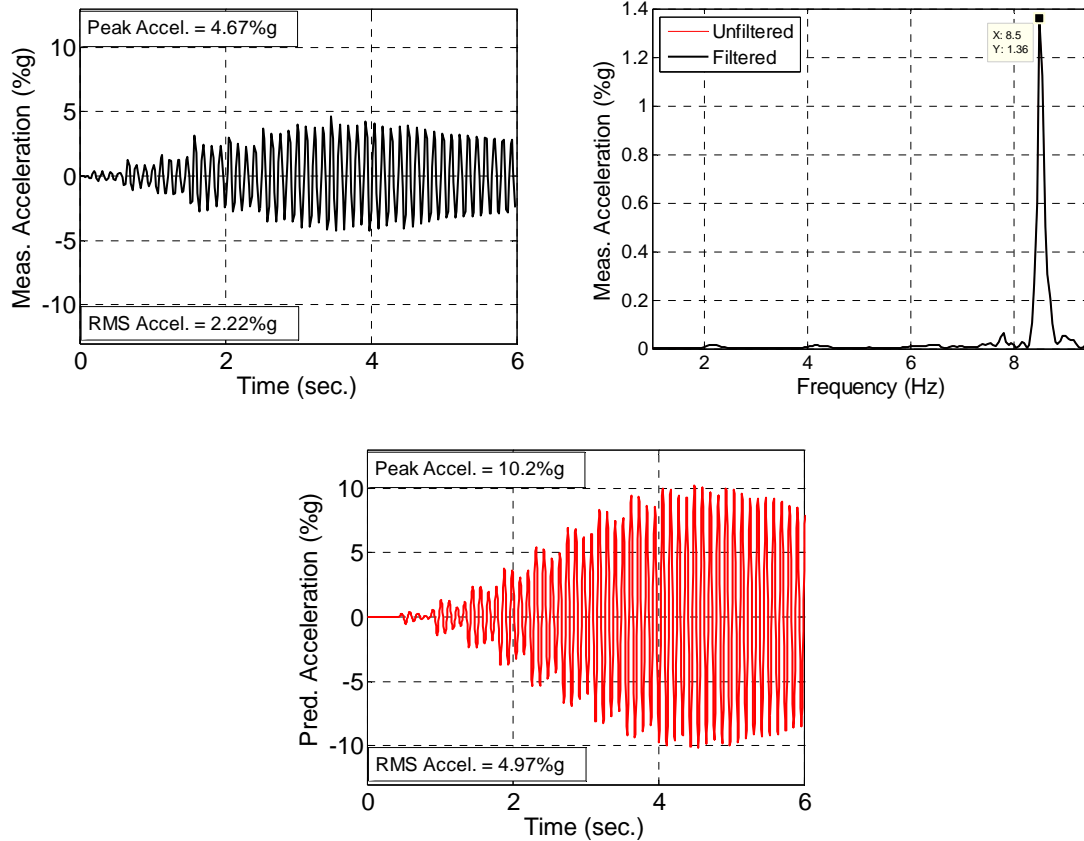 Peak Accel. = 4.67%g
10
5
0
-5
-10
Meas. Acceleration (%g)
RMS Accel. = 2.22%g
0
2
4
6
Time (sec.)
1.4
1.2
1
0.8
0.6
0.4
0.2
0
Meas. Acceleration (%g)
Unfiltered
Filtered
X: 8.5
Y: 1.36
2
4
6
8
Frequency (Hz)
Peak Accel. = 10.2%g
10
5
0
-5
-10
Pred. Acceleration (%g)
RMS Accel. = 4.97%g
0
2
4
6
Time (sec.)